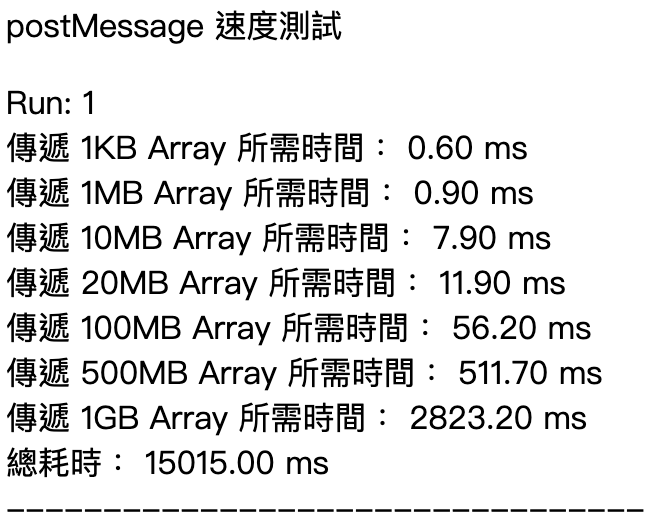 postMessage 速度測試
Run: 1
傳遞 1KB Array 所需時間： 0.60 ms
傳遞 1MB Array 所需時間： 0.90 ms
傳遞 10MB Array 所需時間： 7.90 ms
傳遞 20MB Array 所需時間： 11.90 ms
傳遞 100MB Array 所需時間： 56.20 ms
傳遞 500MB Array 所需時間： 511.70 ms
傳遞 1GB Array 所需時間： 2823.20 ms
總耗時： 15015.00 ms
----------------------------------